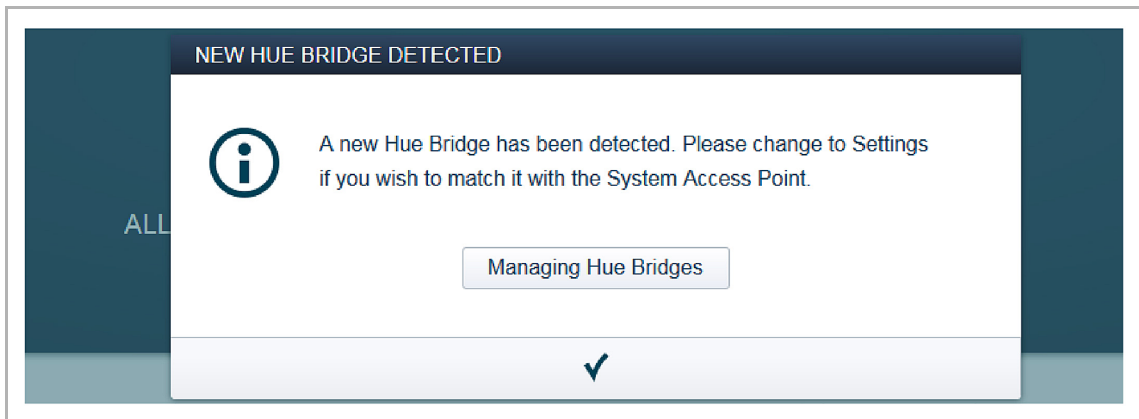 NEW HUE BRIDGE DETECTED
A new Hue Bridge has been detected. Please change to Settings
if you wish to match it with the System Access Point.
ALL
Managing Hue Bridges